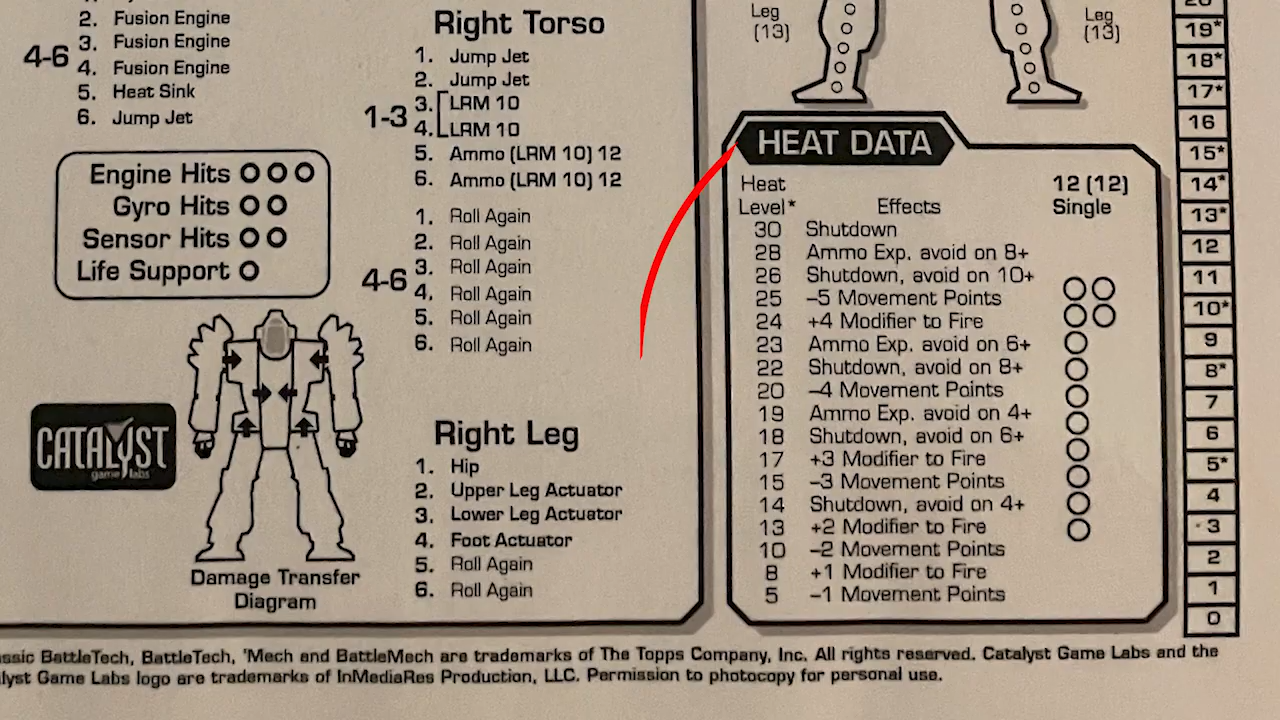 2. Fusion Engine
3. Fusion Engine
4-6
4. Fusion Engine
5. Heat Sink
6. Jump Jet
Engine Hits
Gyro Hits
Sensor Hits
Life Support
CATALYST
game labs
Damage Transfer
Diagram
Right Torso
1. Jump Jet
2. Jump Jet
1-3
3. LRM 10
4. LRM 10
5. Ammo (LRM 10) 12
6. Ammo (LRM 10) 12
1. Roll Again
2. Roll Again
3. Roll Again
4-6
4. Roll Again
5. Roll Again
6. Roll Again
Right Leg
1. Hip
2. Upper Leg Actuator
3. Lower Leg Actuator
4. Foot Actuator
5. Roll Again
6. Roll Again
Leg
(13)
Leg
(13)
HEAT DATA
Heat
Level* Effects
12 (12)
Single
30 Shutdown
28 Ammo Exp. avoid on 8+
26 Shutdown, avoid on 10+
25 –5 Movement Points
24 +4 Modifier to Fire
23 Ammo Exp. avoid on 6+
22 Shutdown, avoid on 8+
20 –4 Movement Points
19 Ammo Exp. avoid on 4+
18 Shutdown, avoid on 6+
17 +3 Modifier to Fire
15 –3 Movement Points
14 Shutdown, avoid on 4+
13 +2 Modifier to Fire
10 –2 Movement Points
8 +1 Modifier to Fire
5 –1 Movement Points
19*
18*
17*
16
15*
14*
13*
12
11
10*
9
8*
7
6
5*
4
3
2
1
0
BattleTech, BattleTech, 'Mech and BattleMech are trademarks of The Topps Company, Inc. All rights reserved. Catalyst Game Labs and the
Game Labs logo are trademarks of InMediaRes Production, LLC. Permission to photocopy for personal use.